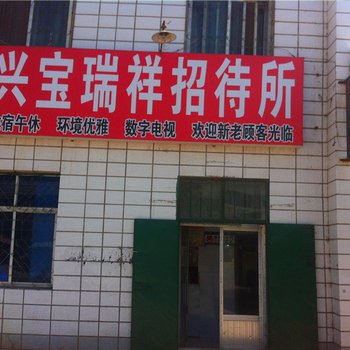 兴宝瑞祥招待所
宿午休 环境优雅 数字电视 欢迎新老顾客光临